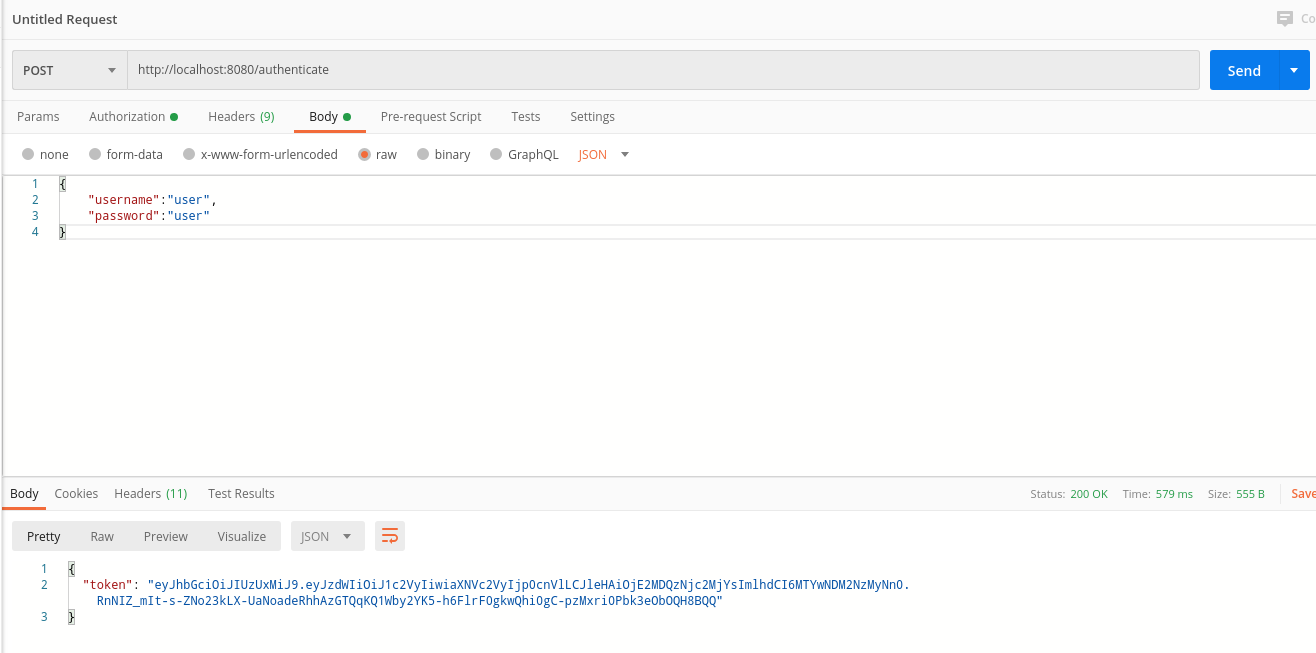 Untitled Request
Co
POST http://localhost:8080/authenticate Send
Params Authorization Headers (9) Body Pre-request Script Tests Settings
none form-data x-www-form-urlencoded raw binary GraphQL JSON
1 {
2 "username":"user",
3 "password":"user"
4 }
Body Cookies Headers (11) Test Results Status: 200 OK Time: 579 ms Size: 555 B Save
Pretty Raw Preview Visualize JSON
1 {
2 "token": "eyJhbGciOiJIUzUxMiJ9.eyJzdWIiOiJ1c2VyIiwiaXNVc2VyIjp0cnVlLCJleHAiOjE2MDQzNjc2MjYsImlhdCI6MTYwNDM2NzMyNn0.
RnNIZ_mIt-s-ZNo23kLX-UaNoadeRhhAzGTQqKQ1Wby2YK5-h6FlrFOgkwQhi0gC-pzMxri0Pbk3eObOQH8BQQ"
3 }